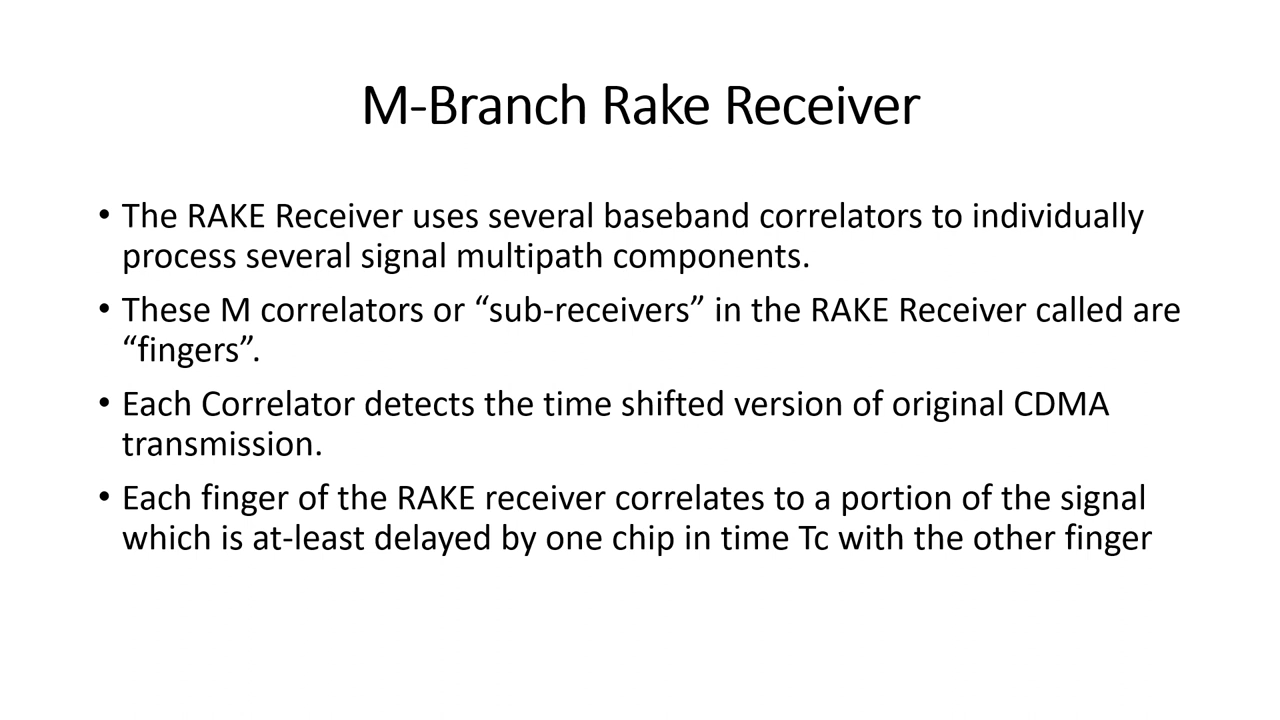 M-Branch Rake Receiver
• The RAKE Receiver uses several baseband correlators to individually
process several signal multipath components.
• These M correlators or “sub-receivers” in the RAKE Receiver called are
“fingers”.
• Each Correlator detects the time shifted version of original CDMA
transmission.
• Each finger of the RAKE receiver correlates to a portion of the signal
which is at-least delayed by one chip in time Tc with the other finger